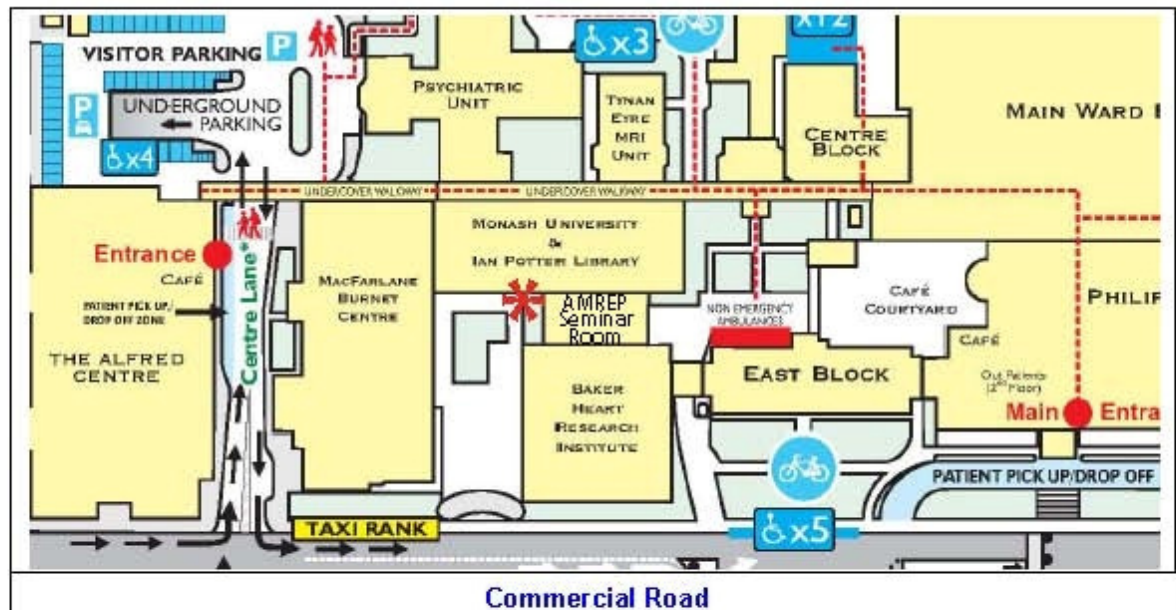 x12
x3
VISITOR PARKING P
PSYCHIATRIC
UNIT
UNDERGROUND
PARKING
P
x4
TYNAN
EYRE
MRI
UNIT
CENTRE
BLOCK
MAIN WARD
UNDERCOVER WALKWAY
UNDERCOVER WALKWAY
MONASH UNIVERSITY
&
IAN POTTER LIBRARY
Entrance
CAFÉ
Centre Lane*
MACFARLANE
BURNET
CENTRE
PATIENT PICK UP/
DROP OFF ZONE
AMREP
Seminar
Room
NON EMERGENCY
AMBULANCES
CAFÉ
COURTYARD
PHILIP
CAFÉ
THE ALFRED
CENTRE
EAST BLOCK
Out Patients
(2nd Floor)
BAKER
HEART
RESEARCH
INSTITUTE
Main Entra
PATIENT PICK UP/DROP OFF
TAXI RANK
x5
Commercial Road